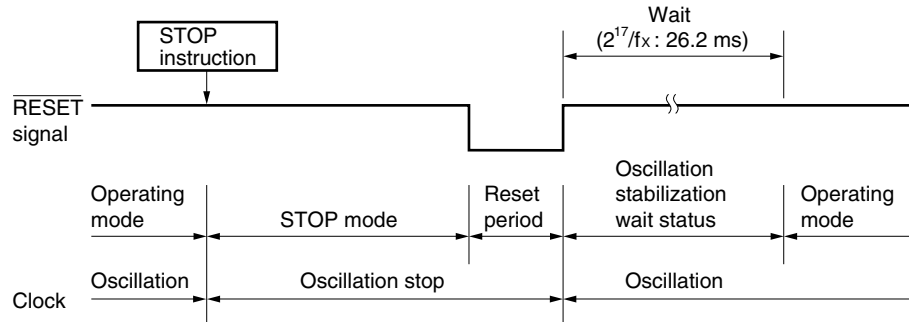 Wait
(2¹⁷/fx : 26.2 ms)
STOP
instruction
RESET
signal
Operating
mode
STOP mode
Reset
period
Oscillation
stabilization
wait status
Operating
mode
Clock
Oscillation
Oscillation stop
Oscillation